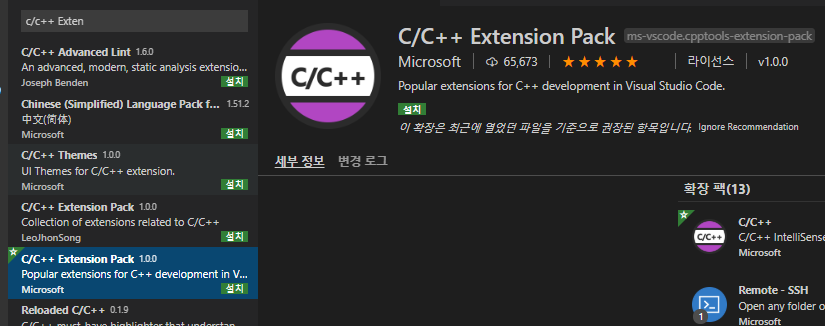 c/c++ Exten
C/C++ Advanced Lint 1.6.0
An advanced, modern, static analysis extensio...
Joseph Benden 설치
Chinese (Simplified) Language Pack f... 1.51.2
中文(简体)
Microsoft 설치
C/C++ Themes 1.0.0
UI Themes for C/C++ extension.
Microsoft 설치
C/C++ Extension Pack 1.0.0
Collection of extensions related to C/C++
LeoJhonSong 설치
C/C++ Extension Pack 1.0.0
Popular extensions for C++ development in V...
Microsoft 설치
Reloaded C/C++ 0.1.9
C/C++ must-have highlighter that understan
C/C++
C/C++ Extension Pack ms-vscode.cpptools-extension-pack
Microsoft 65,673 ★★★★★ 라이선스 v1.0.0
Popular extensions for C++ development in Visual Studio Code.
설치
이 확장은 최근에 열었던 파일을 기준으로 권장된 항목입니다. Ignore Recommendation
세부 정보 변경 로그
확장 팩(13)
C/C++
C/C++
C/C++ IntelliSense
Microsoft
Remote - SSH
Open any folder o
1
Microsoft